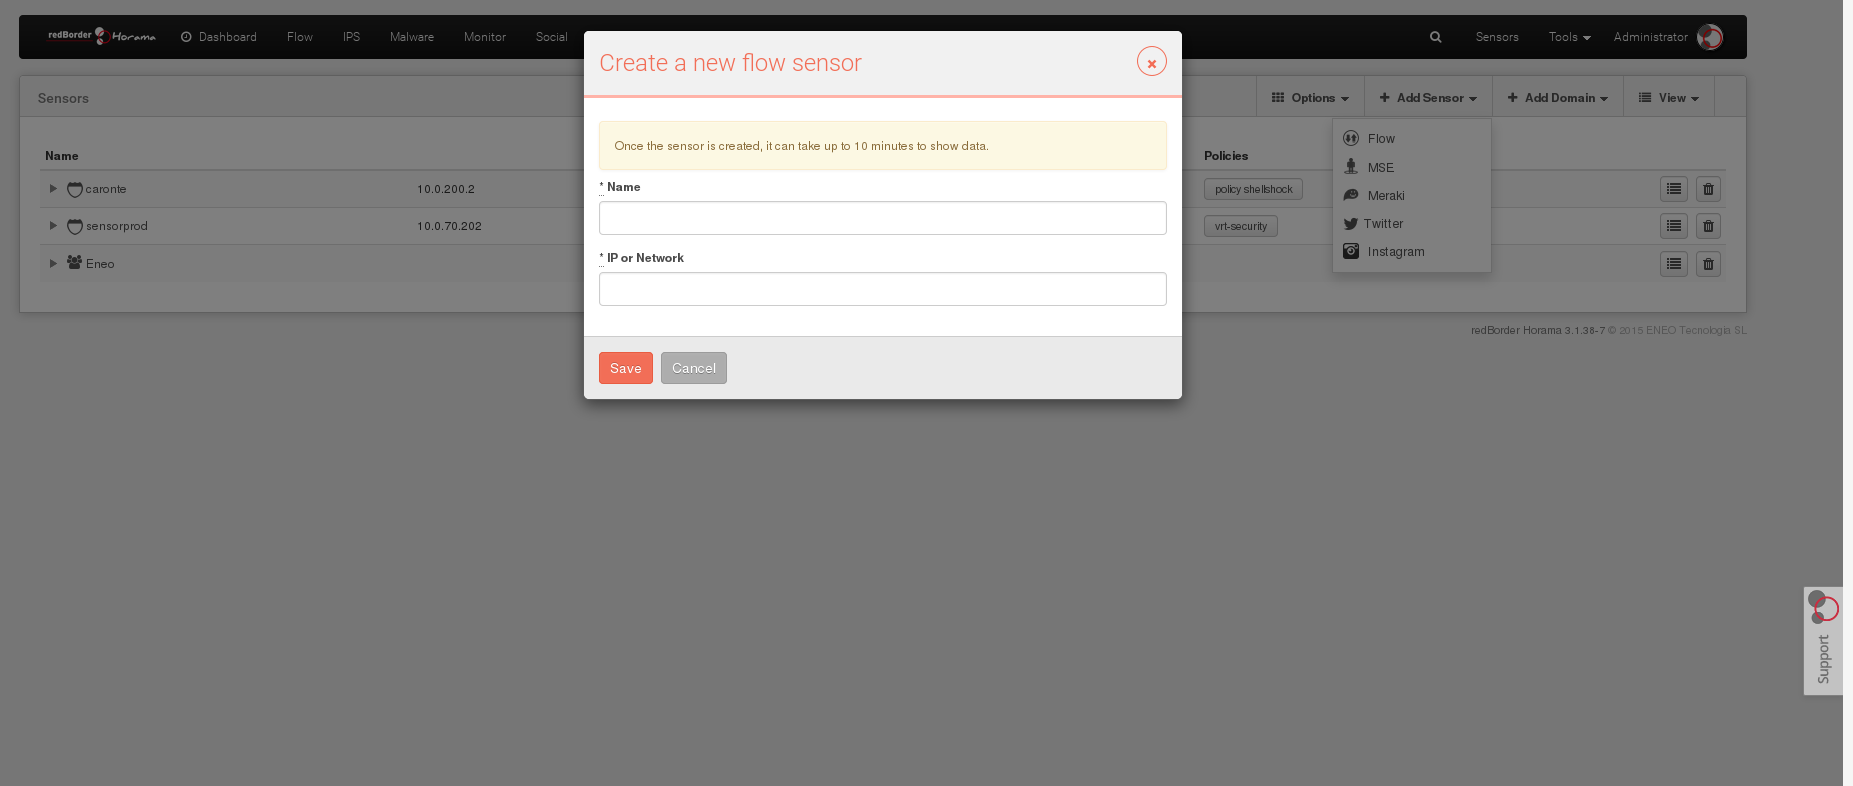 redBorder Horama Dashboard Flow IPS Malware Monitor Social Sensors Tools Administrator
Create a new flow sensor
Sensors Options Add Sensor Add Domain View
Once the sensor is created, it can take up to 10 minutes to show data.
Name Policies
* Name
caronte 10.0.200.2 policy shellshock
sensorprod 10.0.70.202 vrt-security
Eneo
Flow
MSE
Meraki
Twitter
Instagram
* IP or Network
redBorder Horama 3.1.38-7 © 2015 ENEO Tecnología SL
Save Cancel
Support